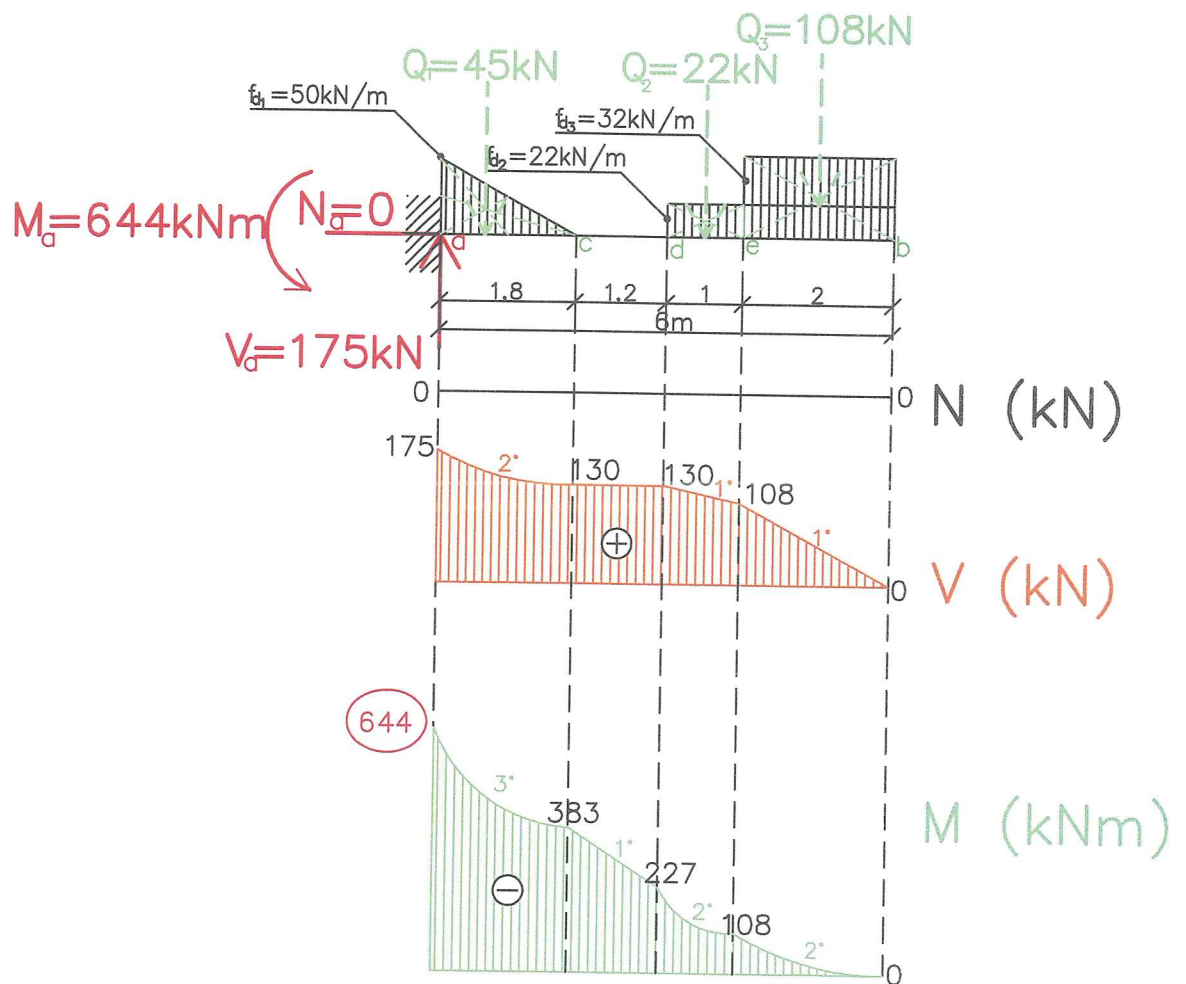 Q₃=108kN
Q₁=45kN
Q₂=22kN
fd₁=50kN/m
fd₃=32kN/m
fd₂=22kN/m
Mₐ=644kNm
Nₐ=0
a
c
d
e
b
1.8
1.2
1
2
6m
Vₐ=175kN
0
0
N (kN)
175
2°
130
130
1°
108
1°
+
0
V (kN)
644
3°
383
1°
227
2°
108
2°
−
0
M (kNm)